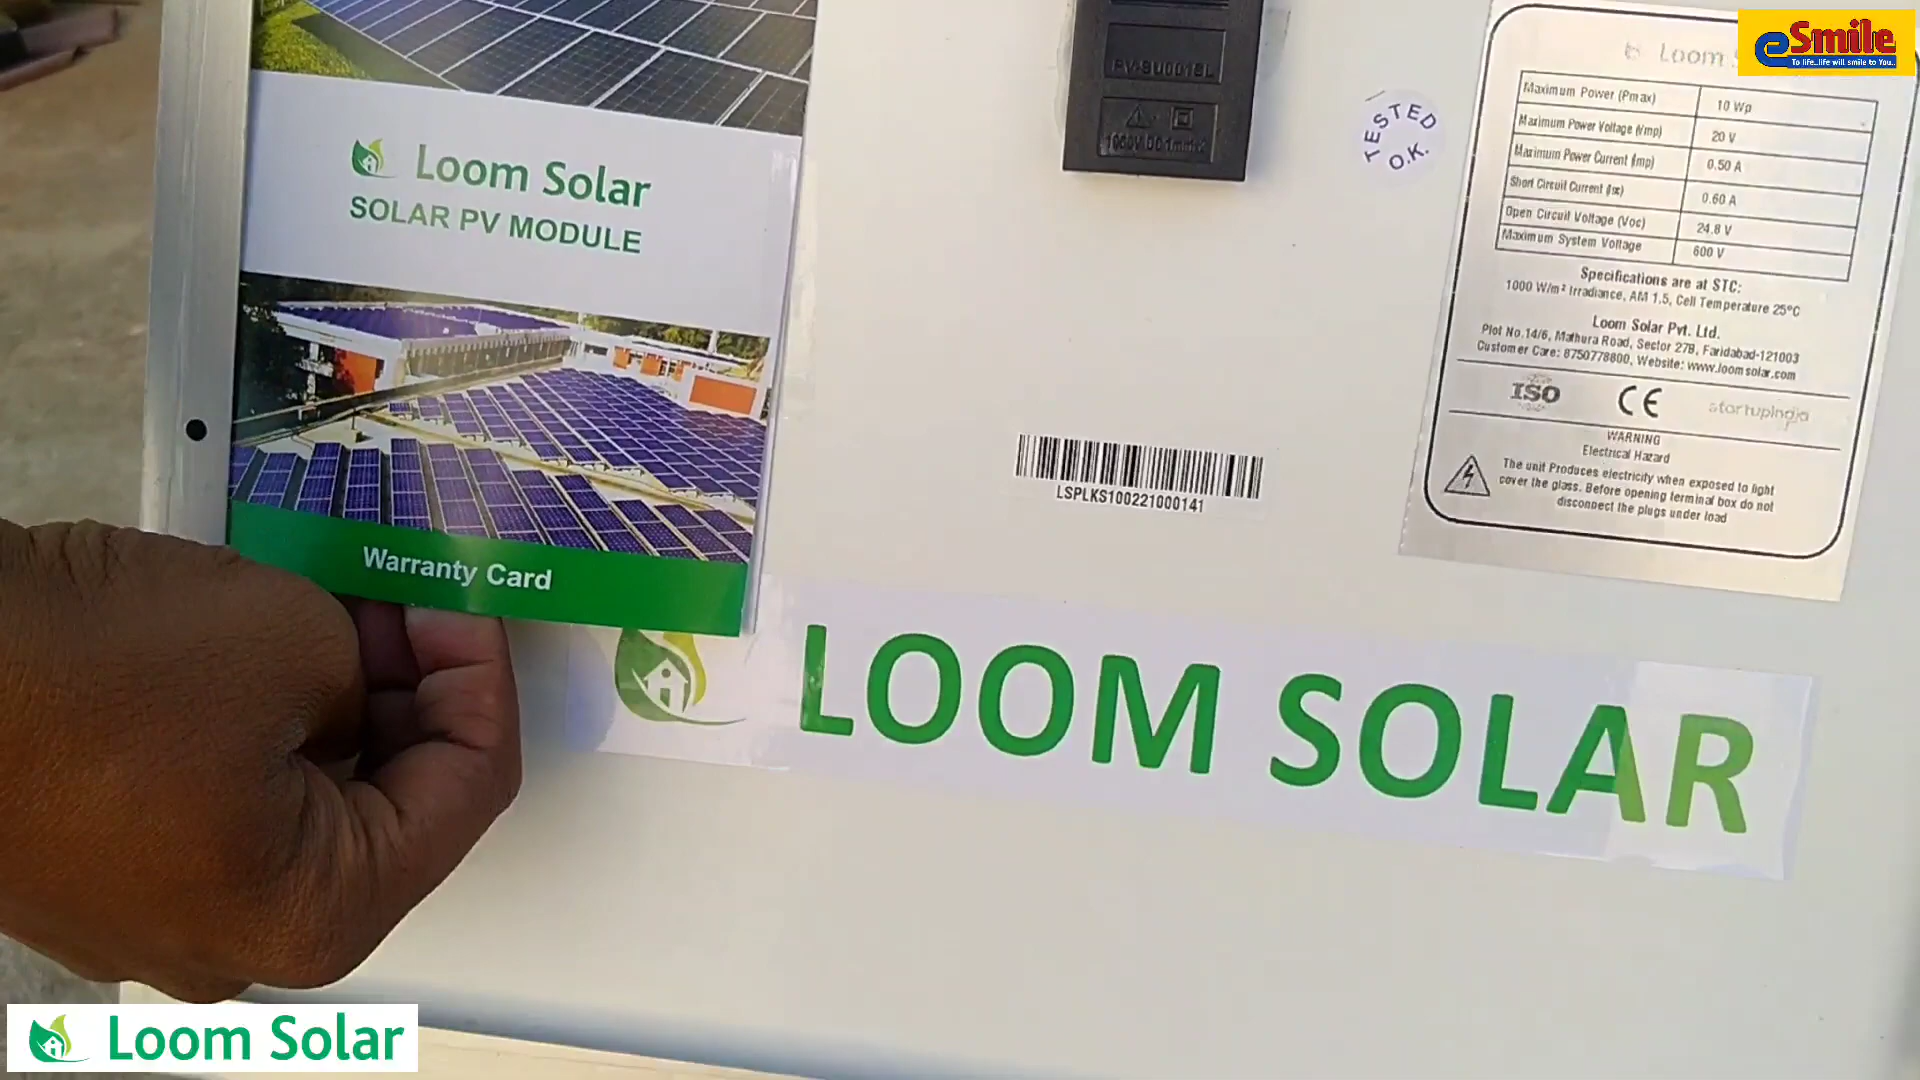 eSmile
To life...life will smile to You..
Loom Solar
SOLAR PV MODULE
Warranty Card
PV-SU001SL
TESTED
O.K.
LSPLKS100221000141
LOOM SOLAR
Loom
Maximum Power (Pmax) 10 Wp
Maximum Power Voltage (Vmp) 20 V
Maximum Power Current (Imp) 0.50 A
Short Circuit Current (Isc) 0.60 A
Open Circuit Voltage (Voc) 24.8 V
Maximum System Voltage 600 V
Specifications are at STC:
1000 W/m² Irradiance, AM 1.5, Cell Temperature 25°C
Loom Solar Pvt. Ltd.
Plot No.14/6, Mathura Road, Sector 27B, Faridabad-121003
Customer Care: 8750778800, Website: www.loomsolar.com
ISO CE startupindia
WARNING
Electrical Hazard
The unit Produces electricity when exposed to light
cover the glass. Before opening terminal box do not
disconnect the plugs under load
Loom Solar